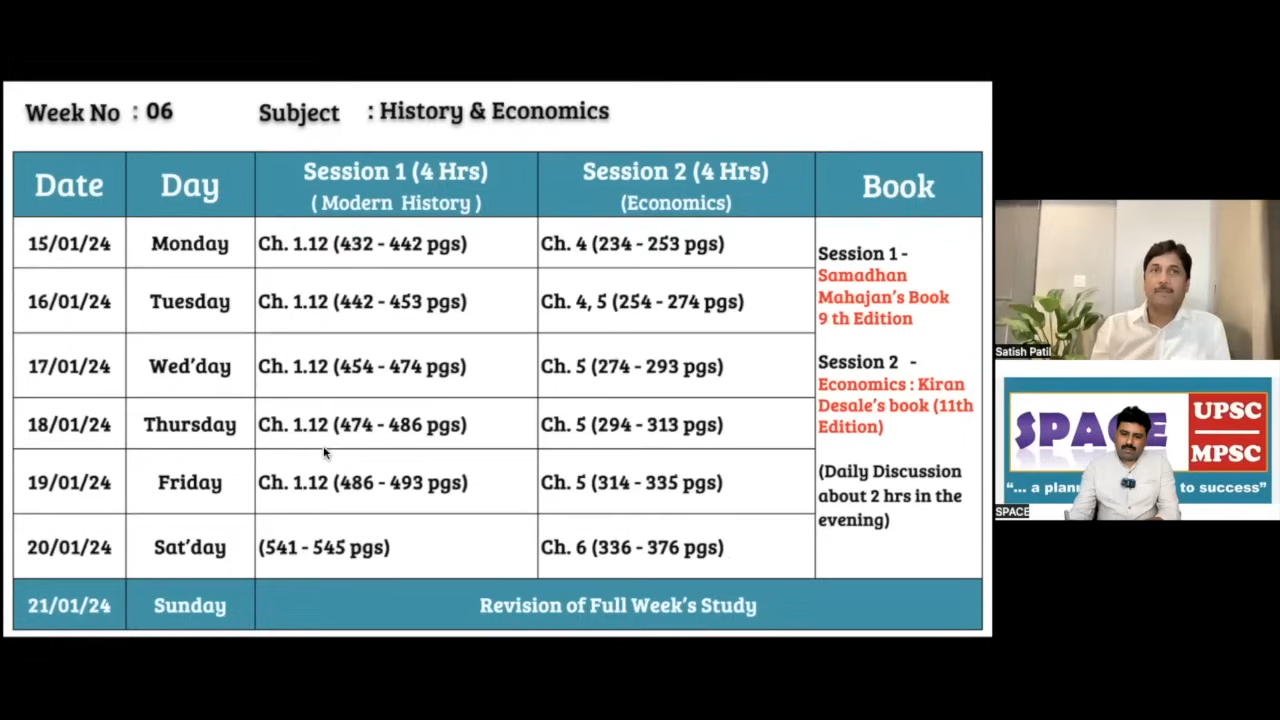 Week No : 06 Subject : History & Economics
Date Day Session 1 (4 Hrs) Session 2 (4 Hrs) Book
( Modern History ) (Economics)
15/01/24 Monday Ch. 1.12 (432 - 442 pgs) Ch. 4 (234 - 253 pgs)
16/01/24 Tuesday Ch. 1.12 (442 - 453 pgs) Ch. 4, 5 (254 - 274 pgs)
17/01/24 Wed'day Ch. 1.12 (454 - 474 pgs) Ch. 5 (274 - 293 pgs)
18/01/24 Thursday Ch. 1.12 (474 - 486 pgs) Ch. 5 (294 - 313 pgs)
19/01/24 Friday Ch. 1.12 (486 - 493 pgs) Ch. 5 (314 - 335 pgs)
20/01/24 Sat'day (541 - 545 pgs) Ch. 6 (336 - 376 pgs)
21/01/24 Sunday Revision of Full Week's Study
Session 1 -
Samadhan
Mahajan's Book
9 th Edition
Session 2 -
Economics : Kiran
Desale's book (11th
Edition)
(Daily Discussion
about 2 hrs in the
evening)
Satish Patil
SPACE
UPSC
MPSC
"... a plan to success"
SPACE